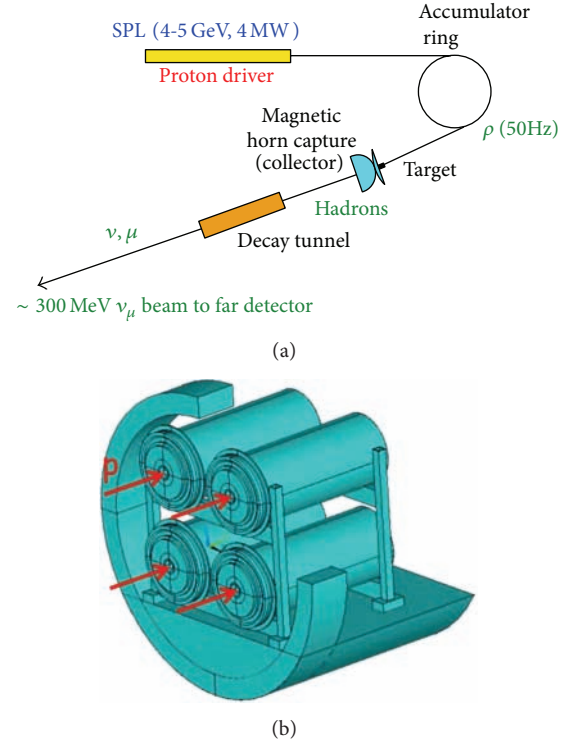 SPL (4-5 GeV, 4 MW)
Proton driver
Accumulator
ring
ρ (50Hz)
Magnetic
horn capture
(collector)
Target
Hadrons
Decay tunnel
ν, μ
~ 300 MeV νμ beam to far detector
(a)
p
(b)